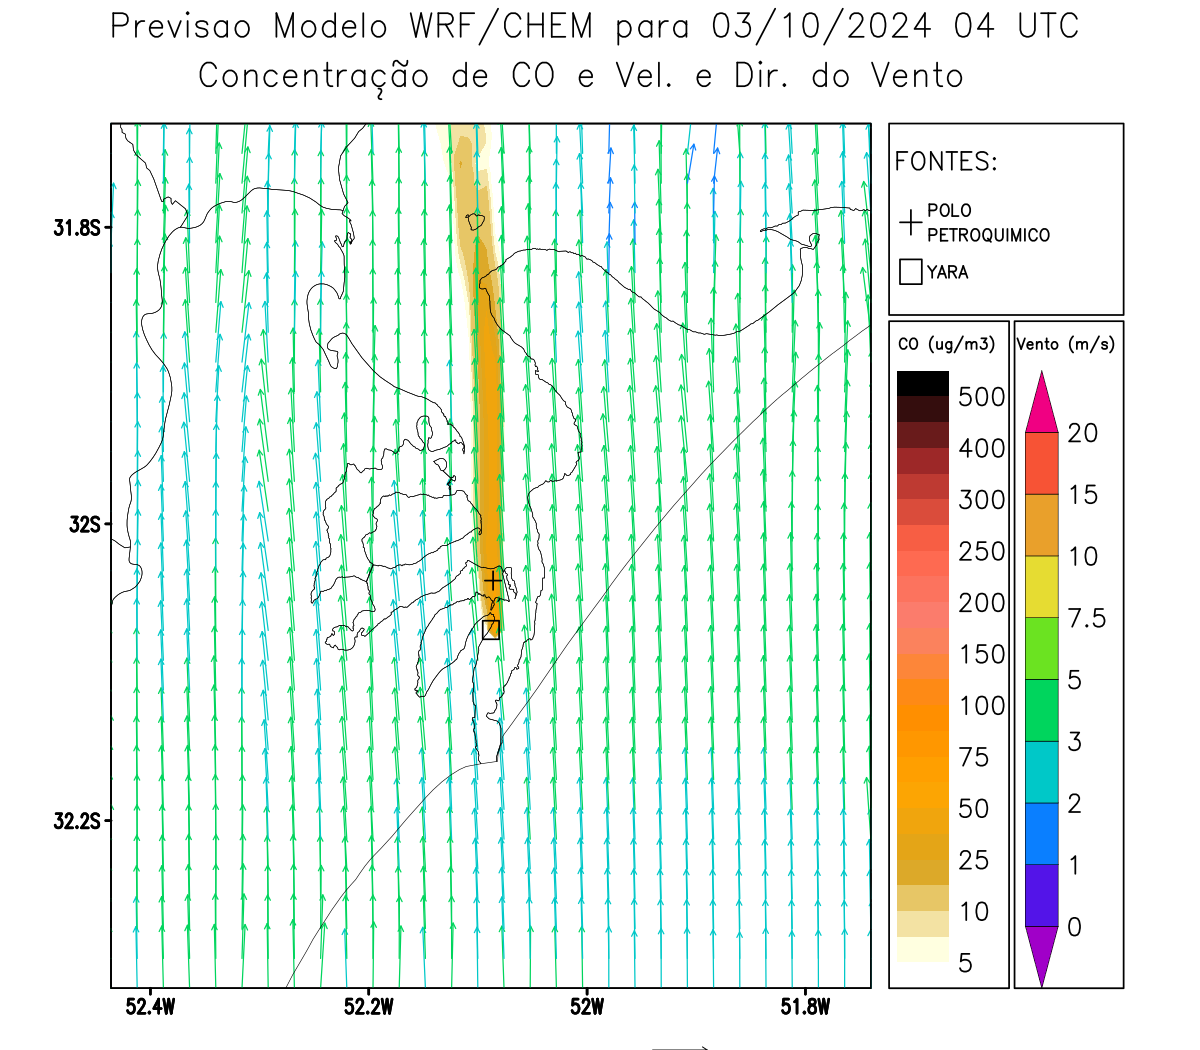 Previsao Modelo WRF/CHEM para 03/10/2024 04 UTC
Concentração de CO e Vel. e Dir. do Vento
FONTES:
POLO
PETROQUIMICO
YARA
CO (ug/m3)
500
400
300
250
200
150
100
75
50
25
10
5
Vento (m/s)
20
15
10
7.5
5
3
2
1
0
31.8S
32S
32.2S
52.4W
52.2W
52W
51.8W